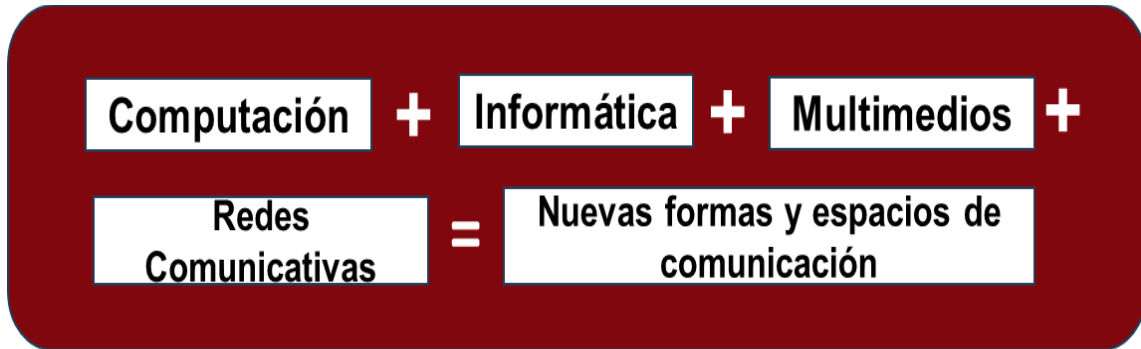 Computación + Informática + Multimedios +
Redes = Nuevas formas y espacios de
Comunicativas comunicación